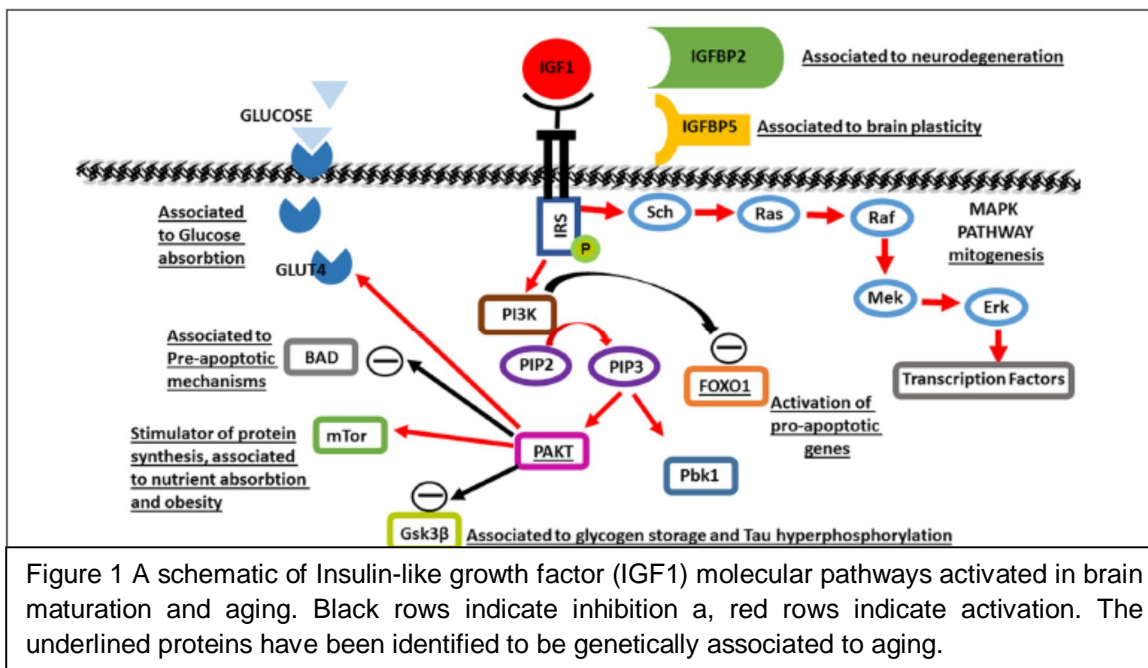 IGF1
IGFBP2
Associated to neurodegeneration
GLUCOSE
IGFBP5
Associated to brain plasticity
Associated
to Glucose
absorbtion
GLUT4
IRS
P
Sch
Ras
Raf
MAPK
PATHWAY
mitogenesis
Mek
Erk
Transcription Factors
PI3K
PIP2
PIP3
FOXO1
Activation of
pro-apoptotic
genes
Associated to
Pre-apoptotic
mechanisms
BAD
Stimulator of protein
synthesis, associated
to nutrient absorbtion
and obesity
mTor
PAKT
Pbk1
Gsk3β
Associated to glycogen storage and Tau hyperphosphorylation
Figure 1 A schematic of Insulin-like growth factor (IGF1) molecular pathways activated in brain
maturation and aging. Black rows indicate inhibition a, red rows indicate activation. The
underlined proteins have been identified to be genetically associated to aging.